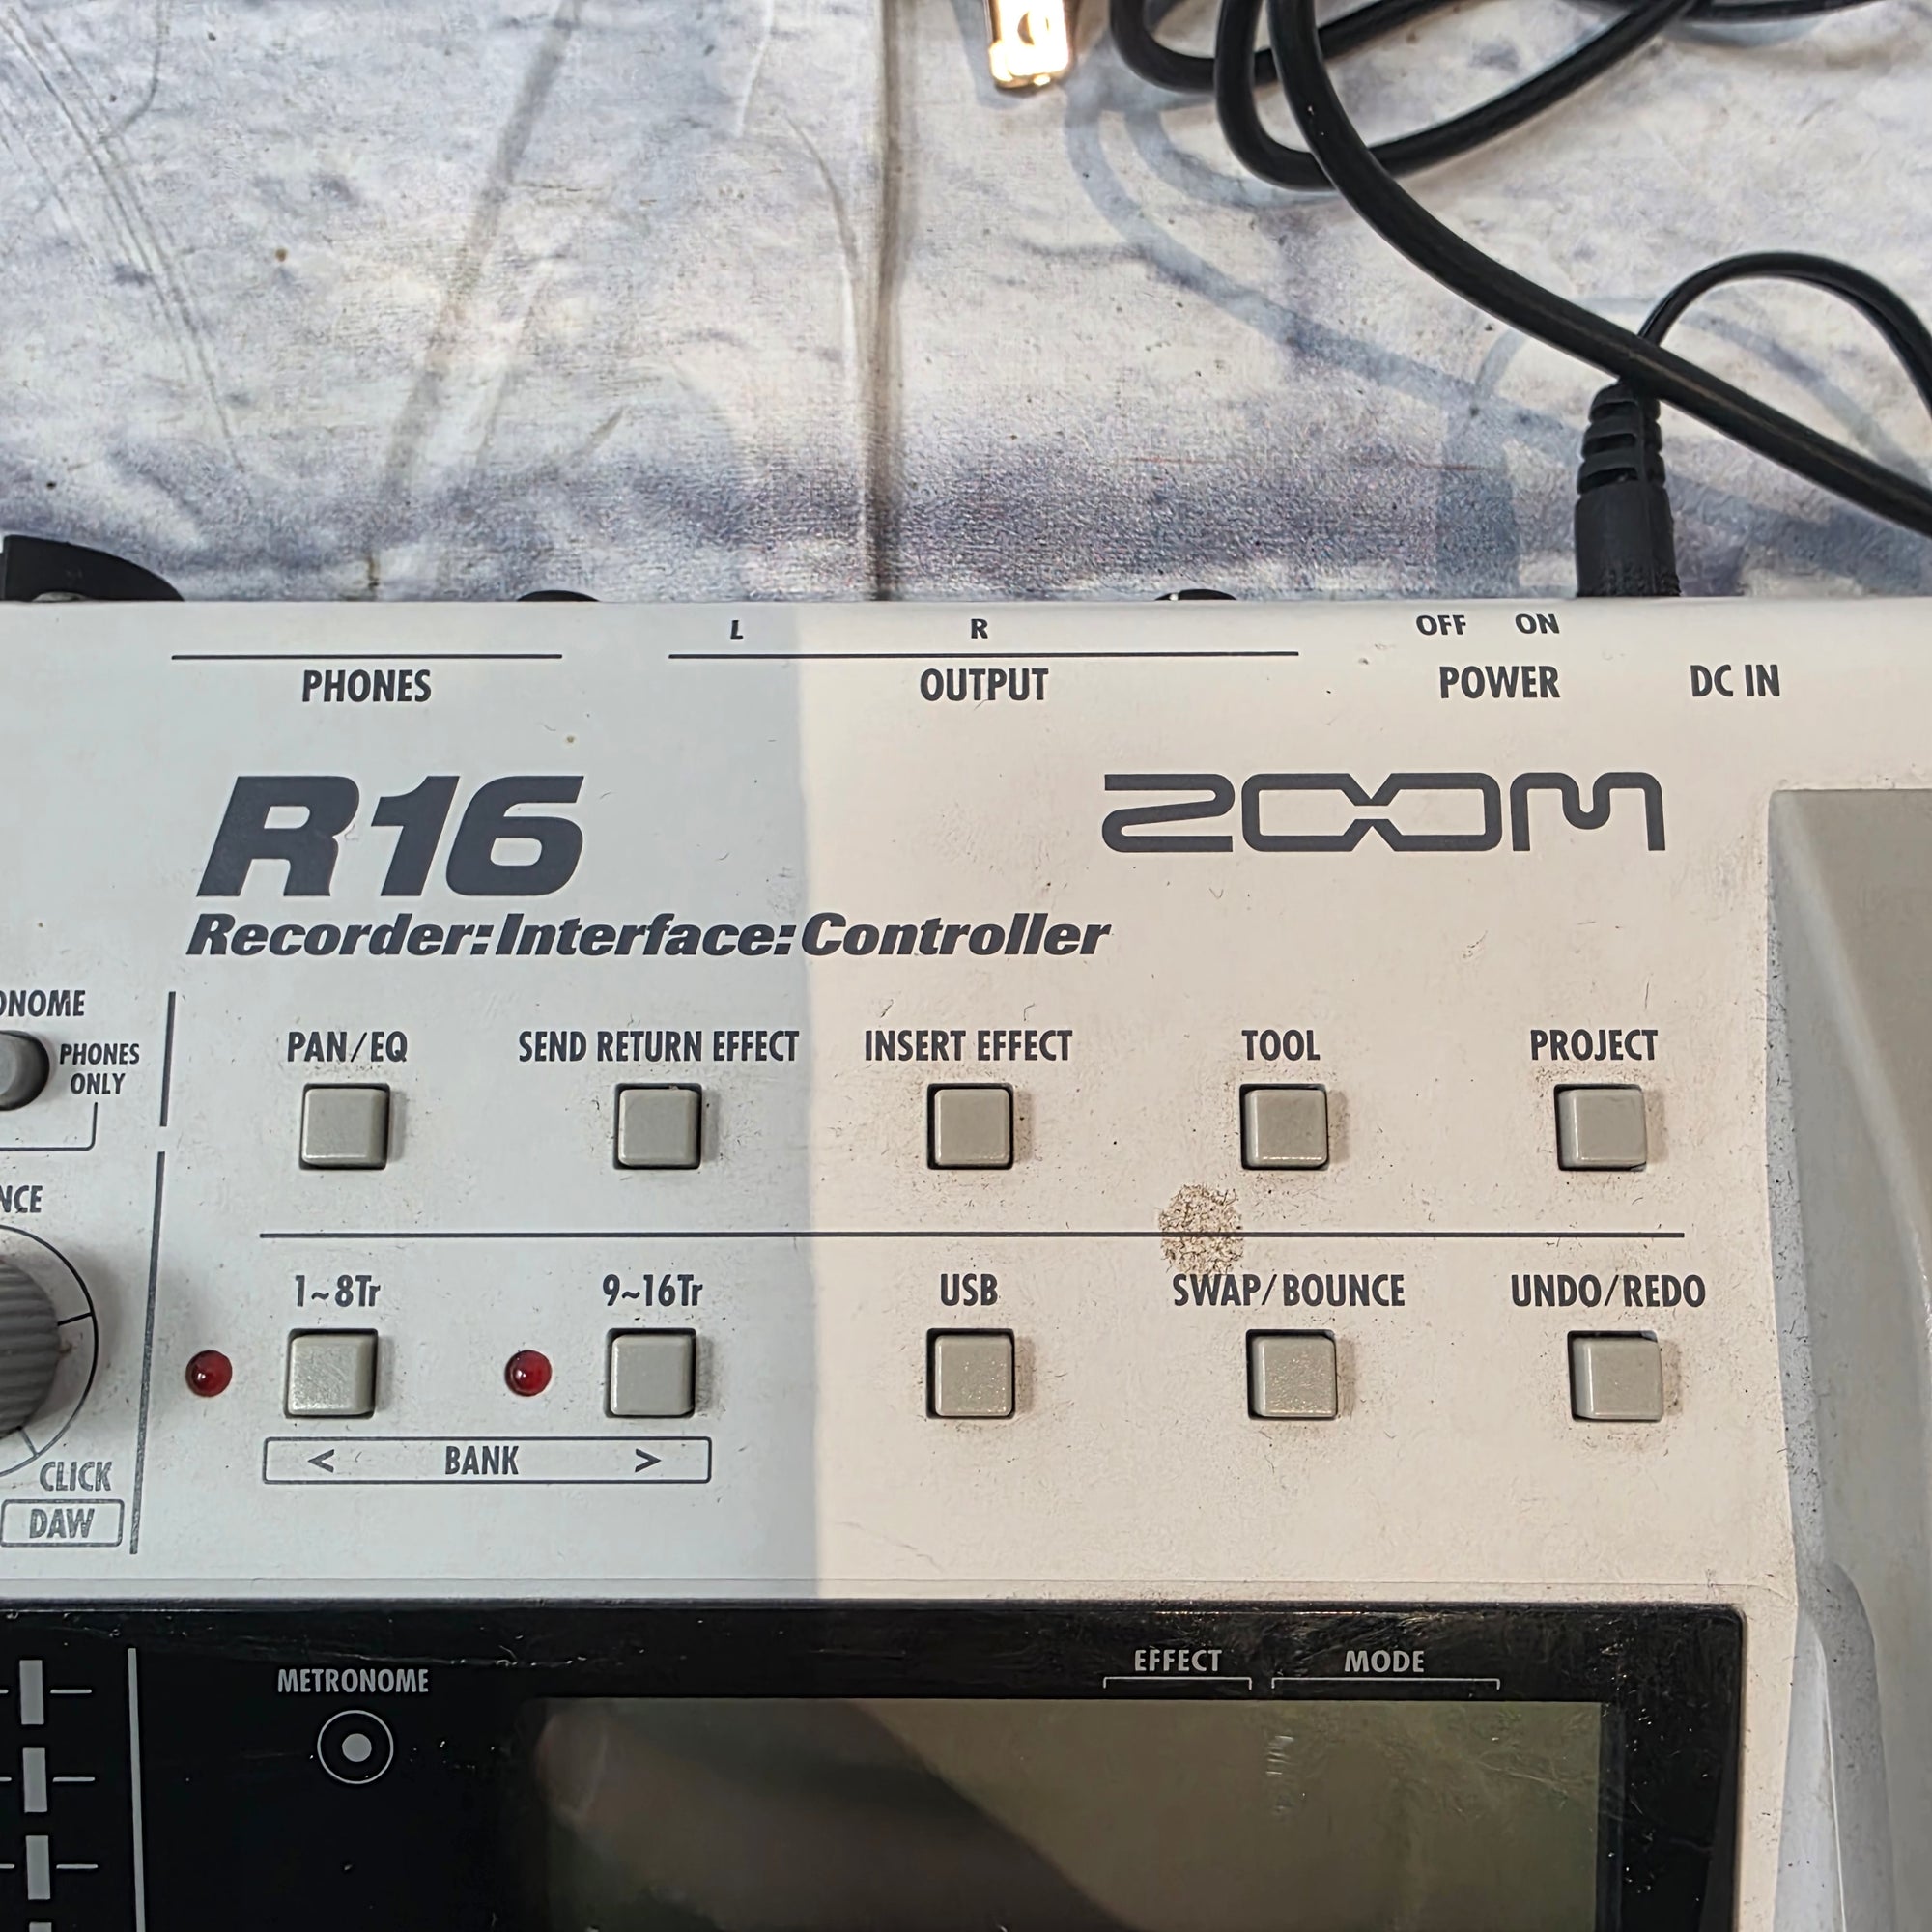 L R OFF ON
PHONES OUTPUT POWER DC IN
R16 ZOOM
Recorder:Interface:Controller
PHONES
ONLY
PAN/EQ SEND RETURN EFFECT INSERT EFFECT TOOL PROJECT
1~8Tr 9~16Tr USB SWAP/BOUNCE UNDO/REDO
< BANK >
CLICK
DAW
EFFECT MODE
METRONOME